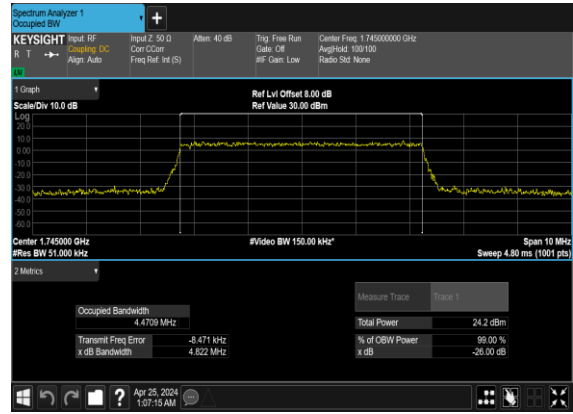 Spectrum Analyzer 1
Occupied BW
+
KEYSIGHT Input: RF Input Z: 50 Ω Atten: 40 dB Trig: Free Run Center Freq: 1.745000000 GHz
R T Coupling: DC Corr CCorr Gate: Off Avg|Hold: 100/100
Align: Auto Freq Ref: Int (S) #IF Gain: Low Radio Std: None
1 Graph Ref Lvl Offset 8.00 dB
Scale/Div 10.0 dB Ref Value 30.00 dBm
Log
20.0
10.0
0.00
-10.0
-20.0
-30.0
-40.0
-50.0
-60.0
Center 1.745000 GHz #Video BW 150.00 kHz* Span 10 MHz
#Res BW 51.000 kHz Sweep 4.80 ms (1001 pts)
2 Metrics
Measure Trace Trace 1
Occupied Bandwidth
4.4709 MHz Total Power 24.2 dBm
Transmit Freq Error -8.471 kHz % of OBW Power 99.00 %
x dB Bandwidth 4.822 MHz x dB -26.00 dB
? Apr 25, 2024
1:07:15 AM